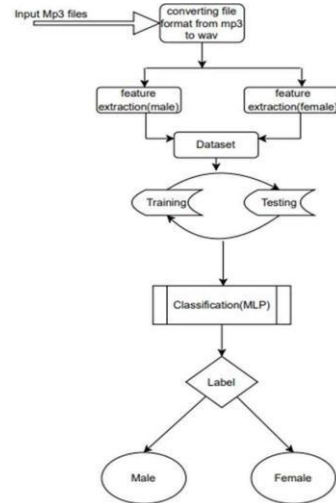 Input Mp3 files
converting file
format from mp3
to wav
feature
extraction(male)
feature
extraction(female)
Dataset
Training
Testing
Classification(MLP)
Label
Male
Female